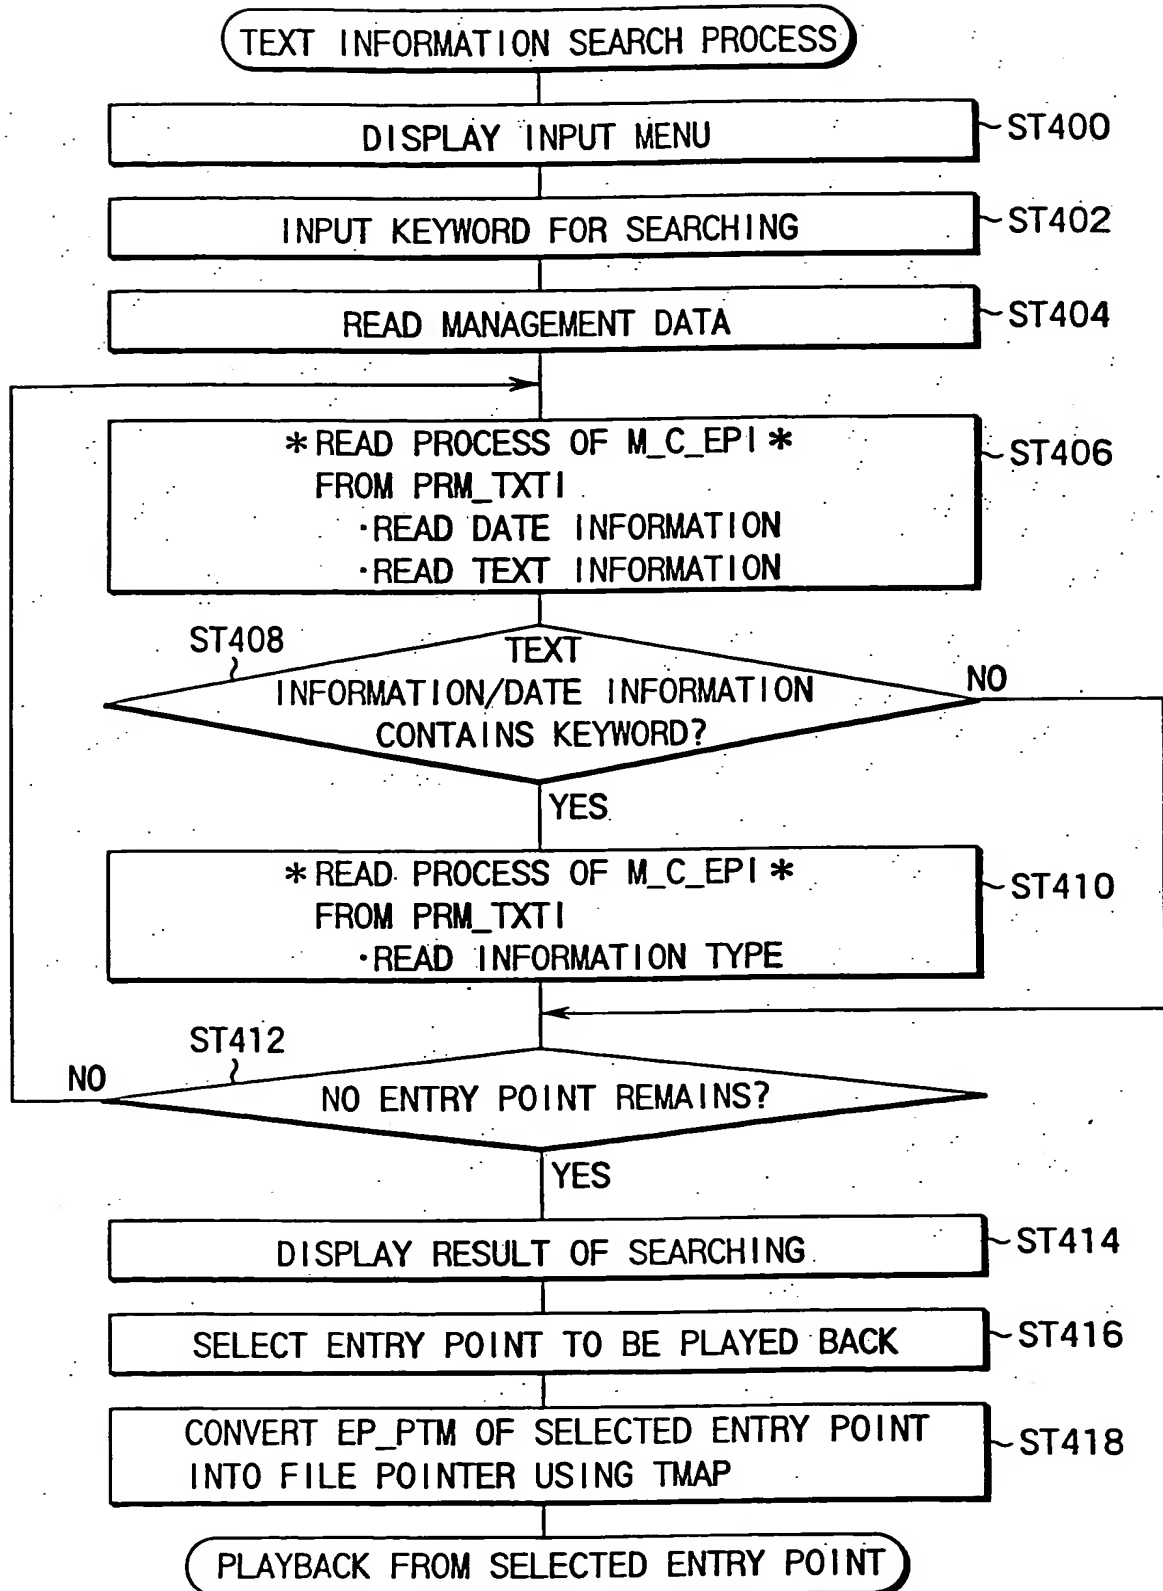 TEXT INFORMATION SEARCH PROCESS
DISPLAY INPUT MENU
ST400
INPUT KEYWORD FOR SEARCHING
ST402
READ MANAGEMENT DATA
ST404
*READ PROCESS OF M_C_EPI*
FROM PRM_TXTI
·READ DATE INFORMATION
·READ TEXT INFORMATION
ST406
ST408
TEXT
INFORMATION/DATE INFORMATION
CONTAINS KEYWORD?
NO
YES
*READ PROCESS OF M_C_EPI*
FROM PRM_TXTI
·READ INFORMATION TYPE
ST410
ST412
NO
NO ENTRY POINT REMAINS?
YES
DISPLAY RESULT OF SEARCHING
ST414
SELECT ENTRY POINT TO BE PLAYED BACK
ST416
CONVERT EP_PTM OF SELECTED ENTRY POINT
INTO FILE POINTER USING TMAP
ST418
PLAYBACK FROM SELECTED ENTRY POINT